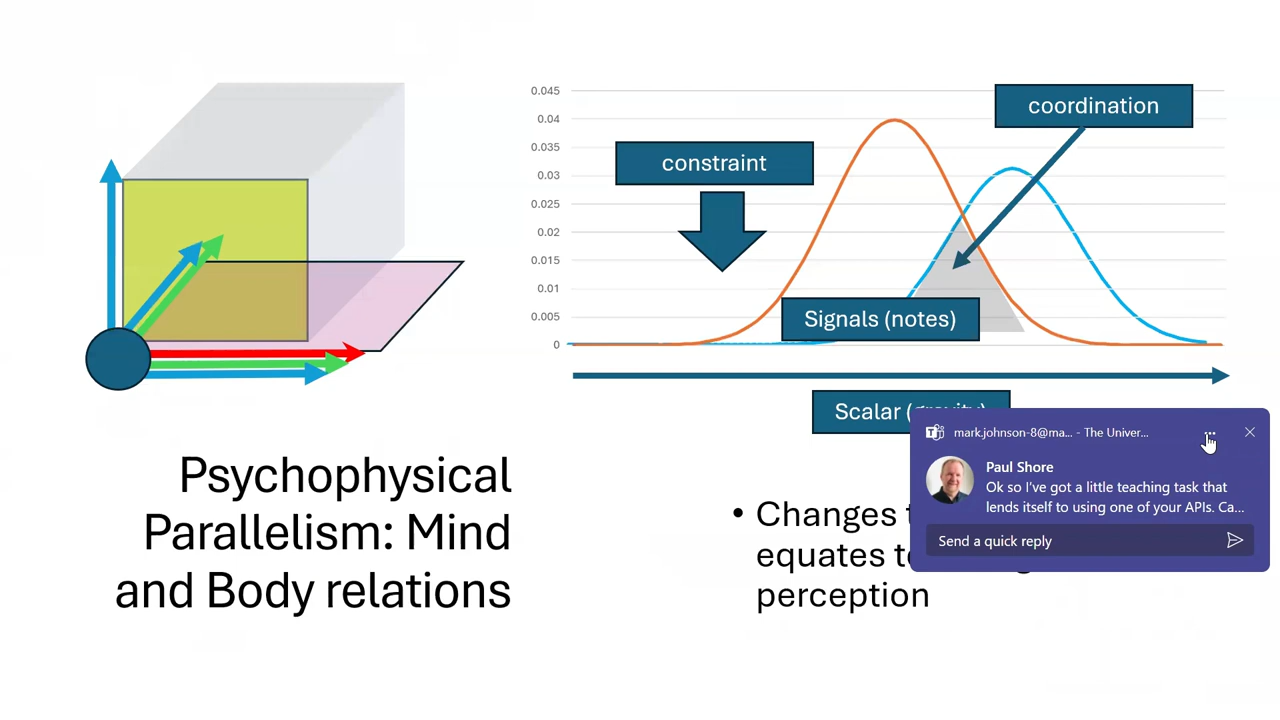 0.045
0.04
0.035
0.03
0.025
0.02
0.015
0.01
0.005
0
constraint
coordination
Signals (notes)
Scalar (gravity)
Psychophysical
Parallelism: Mind
and Body relations
• Changes
equates
perception
mark.johnson-8@ma... - The Univer...
Paul Shore
Ok so I've got a little teaching task that
lends itself to using one of your APIs. Ca...
Send a quick reply